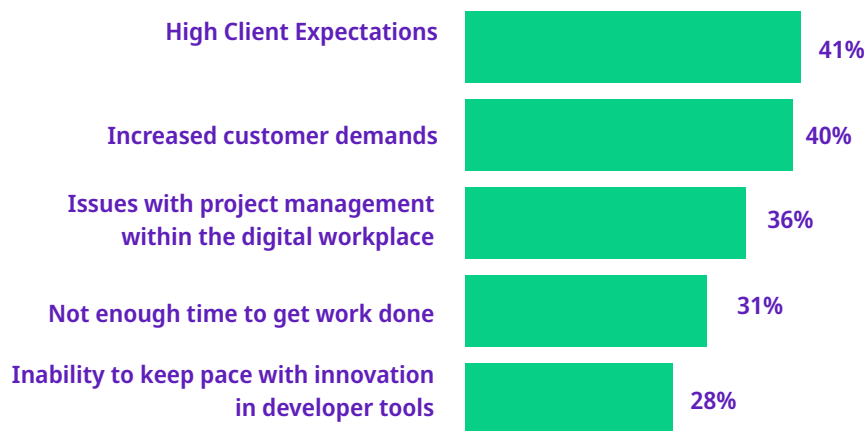 High Client Expectations
41%
Increased customer demands
40%
Issues with project management
within the digital workplace
36%
Not enough time to get work done
31%
Inability to keep pace with innovation
in developer tools
28%